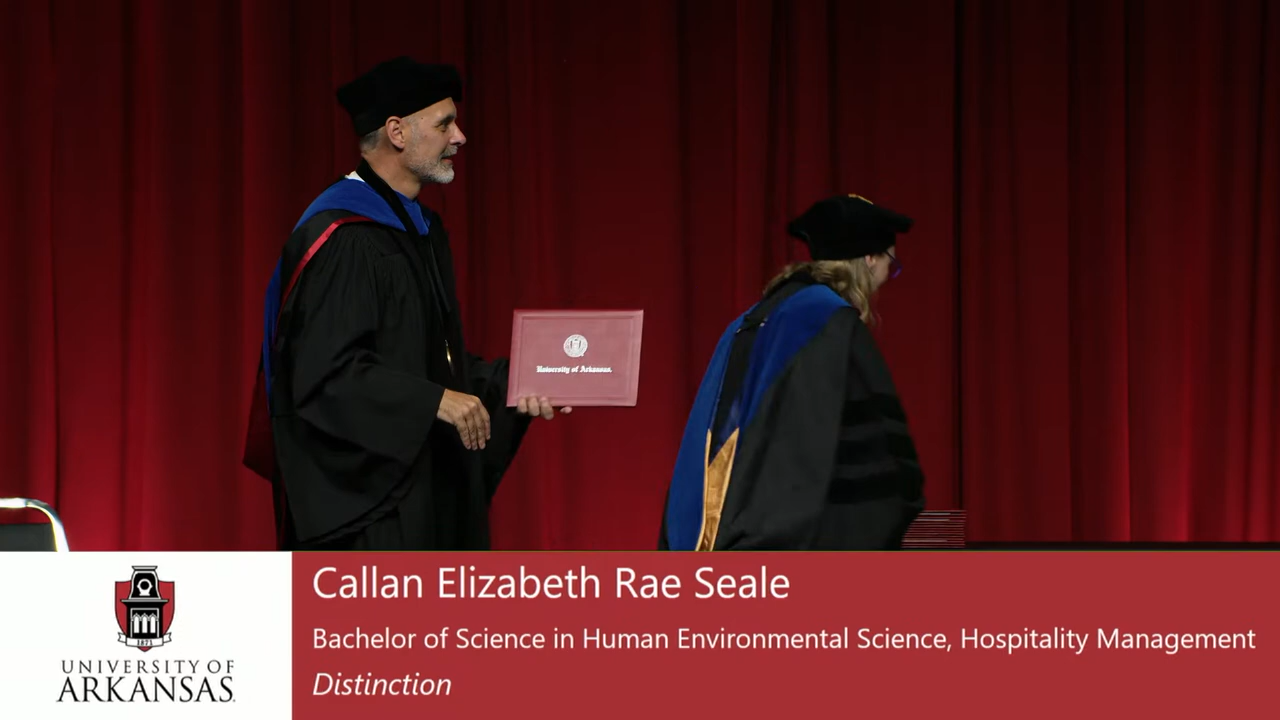 University of Arkansas.
Callan Elizabeth Rae Seale
Bachelor of Science in Human Environmental Science, Hospitality Management
Distinction
1871
UNIVERSITY OF
ARKANSAS